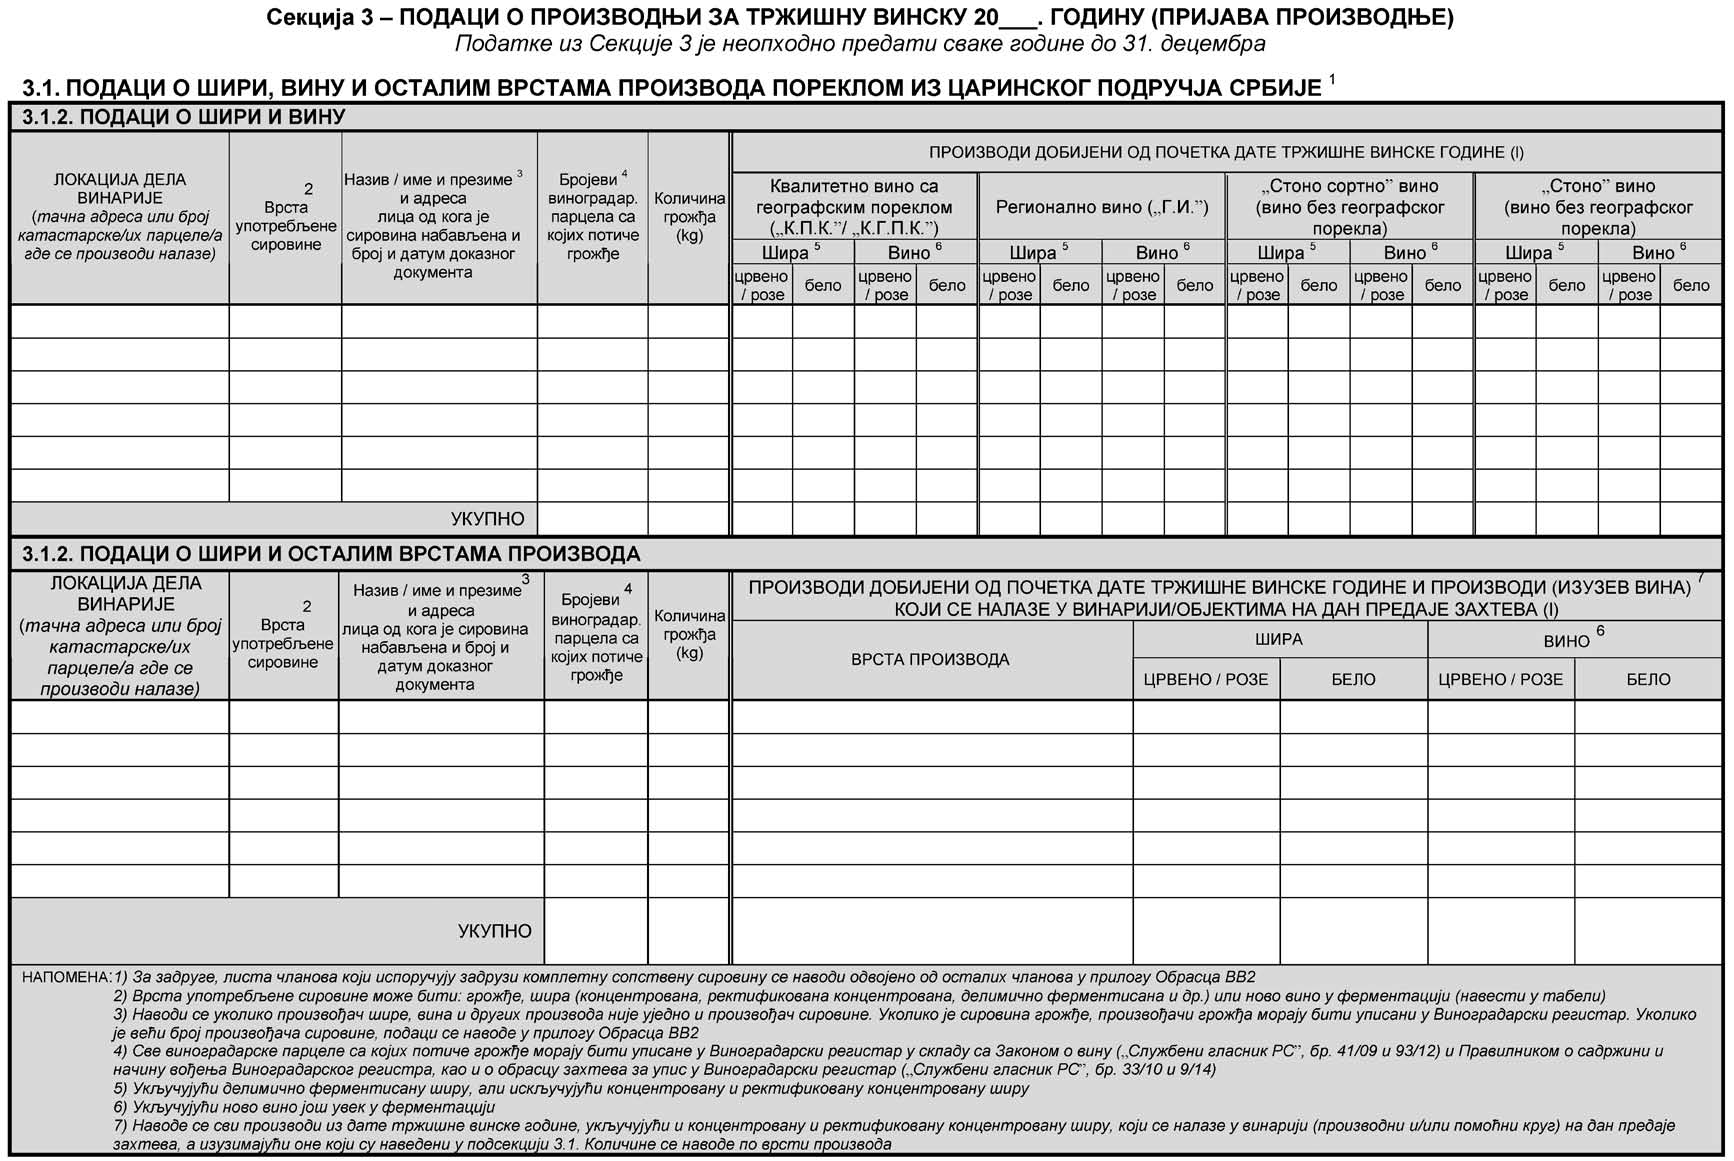 Секција 3 – ПОДАЦИ О ПРОИЗВОДЊИ ЗА ТРЖИШНУ ВИНСКУ 20___. ГОДИНУ (ПРИЈАВА ПРОИЗВОДЊЕ)
Податке из Секције 3 је неопходно предати сваке године до 31. децембра
3.1. ПОДАЦИ О ШИРИ, ВИНУ И ОСТАЛИМ ВРСТАМА ПРОИЗВОДА ПОРЕКЛОМ ИЗ ЦАРИНСКОГ ПОДРУЧЈА СРБИЈЕ 1
3.1.2. ПОДАЦИ О ШИРИ И ВИНУ
ЛОКАЦИЈА ДЕЛА
ВИНАРИЈЕ
(тачна адреса или број
катастарске/их парцеле/а
где се производи налазе)
2
Врста
употребљене
сировине
Назив / име и презиме 3
и адреса
лица од кога је
сировина набављена и
број и датум доказног
документа
Бројеви 4
виноградар.
парцела са
којих потиче
грожђе
Количина
грожђа
(kg)
ПРОИЗВОДИ ДОБИЈЕНИ ОД ПОЧЕТКА ДАТЕ ТРЖИШНЕ ВИНСКЕ ГОДИНЕ (l)
Квалитетно вино са
географским пореклом
(„К.П.К.”/ „К.Г.П.К.”)
Регионално вино („Г.И.”)
„Стоно сортно” вино
(вино без географског
порекла)
„Стоно” вино
(вино без географског
порекла)
Шира 5
Вино 6
Шира 5
Вино 6
Шира 5
Вино 6
Шира 5
Вино 6
црвено
/ розе
бело
црвено
/ розе
бело
црвено
/ розе
бело
црвено
/ розе
бело
црвено
/ розе
бело
црвено
/ розе
бело
црвено
/ розе
бело
црвено
/ розе
бело
УКУПНО
3.1.2. ПОДАЦИ О ШИРИ И ОСТАЛИМ ВРСТАМА ПРОИЗВОДА
ЛОКАЦИЈА ДЕЛА
ВИНАРИЈЕ
(тачна адреса или број
катастарске/их
парцеле/а где се
производи налазе)
2
Врста
употребљене
сировине
Назив / име и презиме 3
и адреса
лица од кога је сировина
набављена и број и
датум доказног
документа
Бројеви 4
виноградар.
парцела са
којих потиче
грожђе
Количина
грожђа
(kg)
ПРОИЗВОДИ ДОБИЈЕНИ ОД ПОЧЕТКА ДАТЕ ТРЖИШНЕ ВИНСКЕ ГОДИНЕ И ПРОИЗВОДИ (ИЗУЗЕВ ВИНА) 7
КОЈИ СЕ НАЛАЗЕ У ВИНАРИЈИ/ОБЈЕКТИМА НА ДАН ПРЕДАЈЕ ЗАХТЕВА (l)
ВРСТА ПРОИЗВОДА
ШИРА
ВИНО 6
ЦРВЕНО / РОЗЕ
БЕЛО
ЦРВЕНО / РОЗЕ
БЕЛО
УКУПНО
НАПОМЕНА: 1) За задруге, листа чланова који испоручују задрузи комплетну сопствену сировину се наводи одвојено од осталих чланова у прилогу Обрасца ВВ2
2) Врста употребљене сировине може бити: грожђе, шира (концентрована, ректификована концентрована, делимично ферментисана и др.) или ново вино у ферментацији (навести у табели)
3) Наводи се уколико произвођач шире, вина и других производа није уједно и произвођач сировине. Уколико је сировина грожђе, произвођачи грожђа морају бити уписани у Виноградарски регистар. Уколико
је већи број произвођача сировине, подаци се наводе у прилогу Обрасца ВВ2
4) Све виноградарске парцеле са којих потиче грожђе морају бити уписане у Виноградарски регистар у складу са Законом о вину („Службени гласник РС”, бр. 41/09 и 93/12) и Правилником о садржини и
начину вођења Виноградарског регистра, као и о обрасцу захтева за упис у Виноградарски регистар („Службени гласник РС”, бр. 33/10 и 9/14)
5) Укључујући делимично ферментисану ширу, али искључујући концентровану и ректификовану концентровану ширу
6) Укључујући ново вино још увек у ферментацији
7) Наводе се сви производи из дате тржишне винске године, укључујући и концентровану и ректификовану концентровану ширу, који се налазе у винарији (производни и/или помоћни круг) на дан предаје
захтева, а изузимајући оне који су наведени у подсекцији 3.1. Количине се наводе по врсти производа